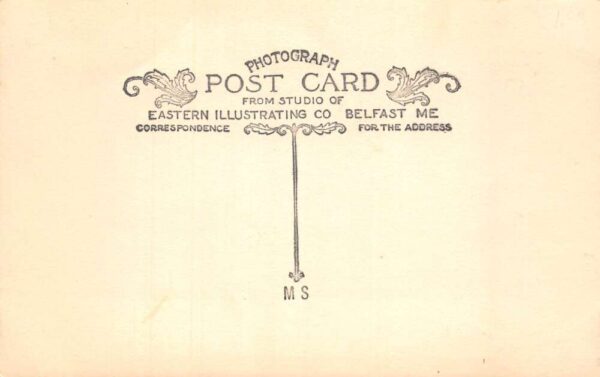 PHOTOGRAPH
POST CARD
FROM STUDIO OF
EASTERN ILLUSTRATING CO BELFAST ME
CORRESPONDENCE FOR THE ADDRESS
M S